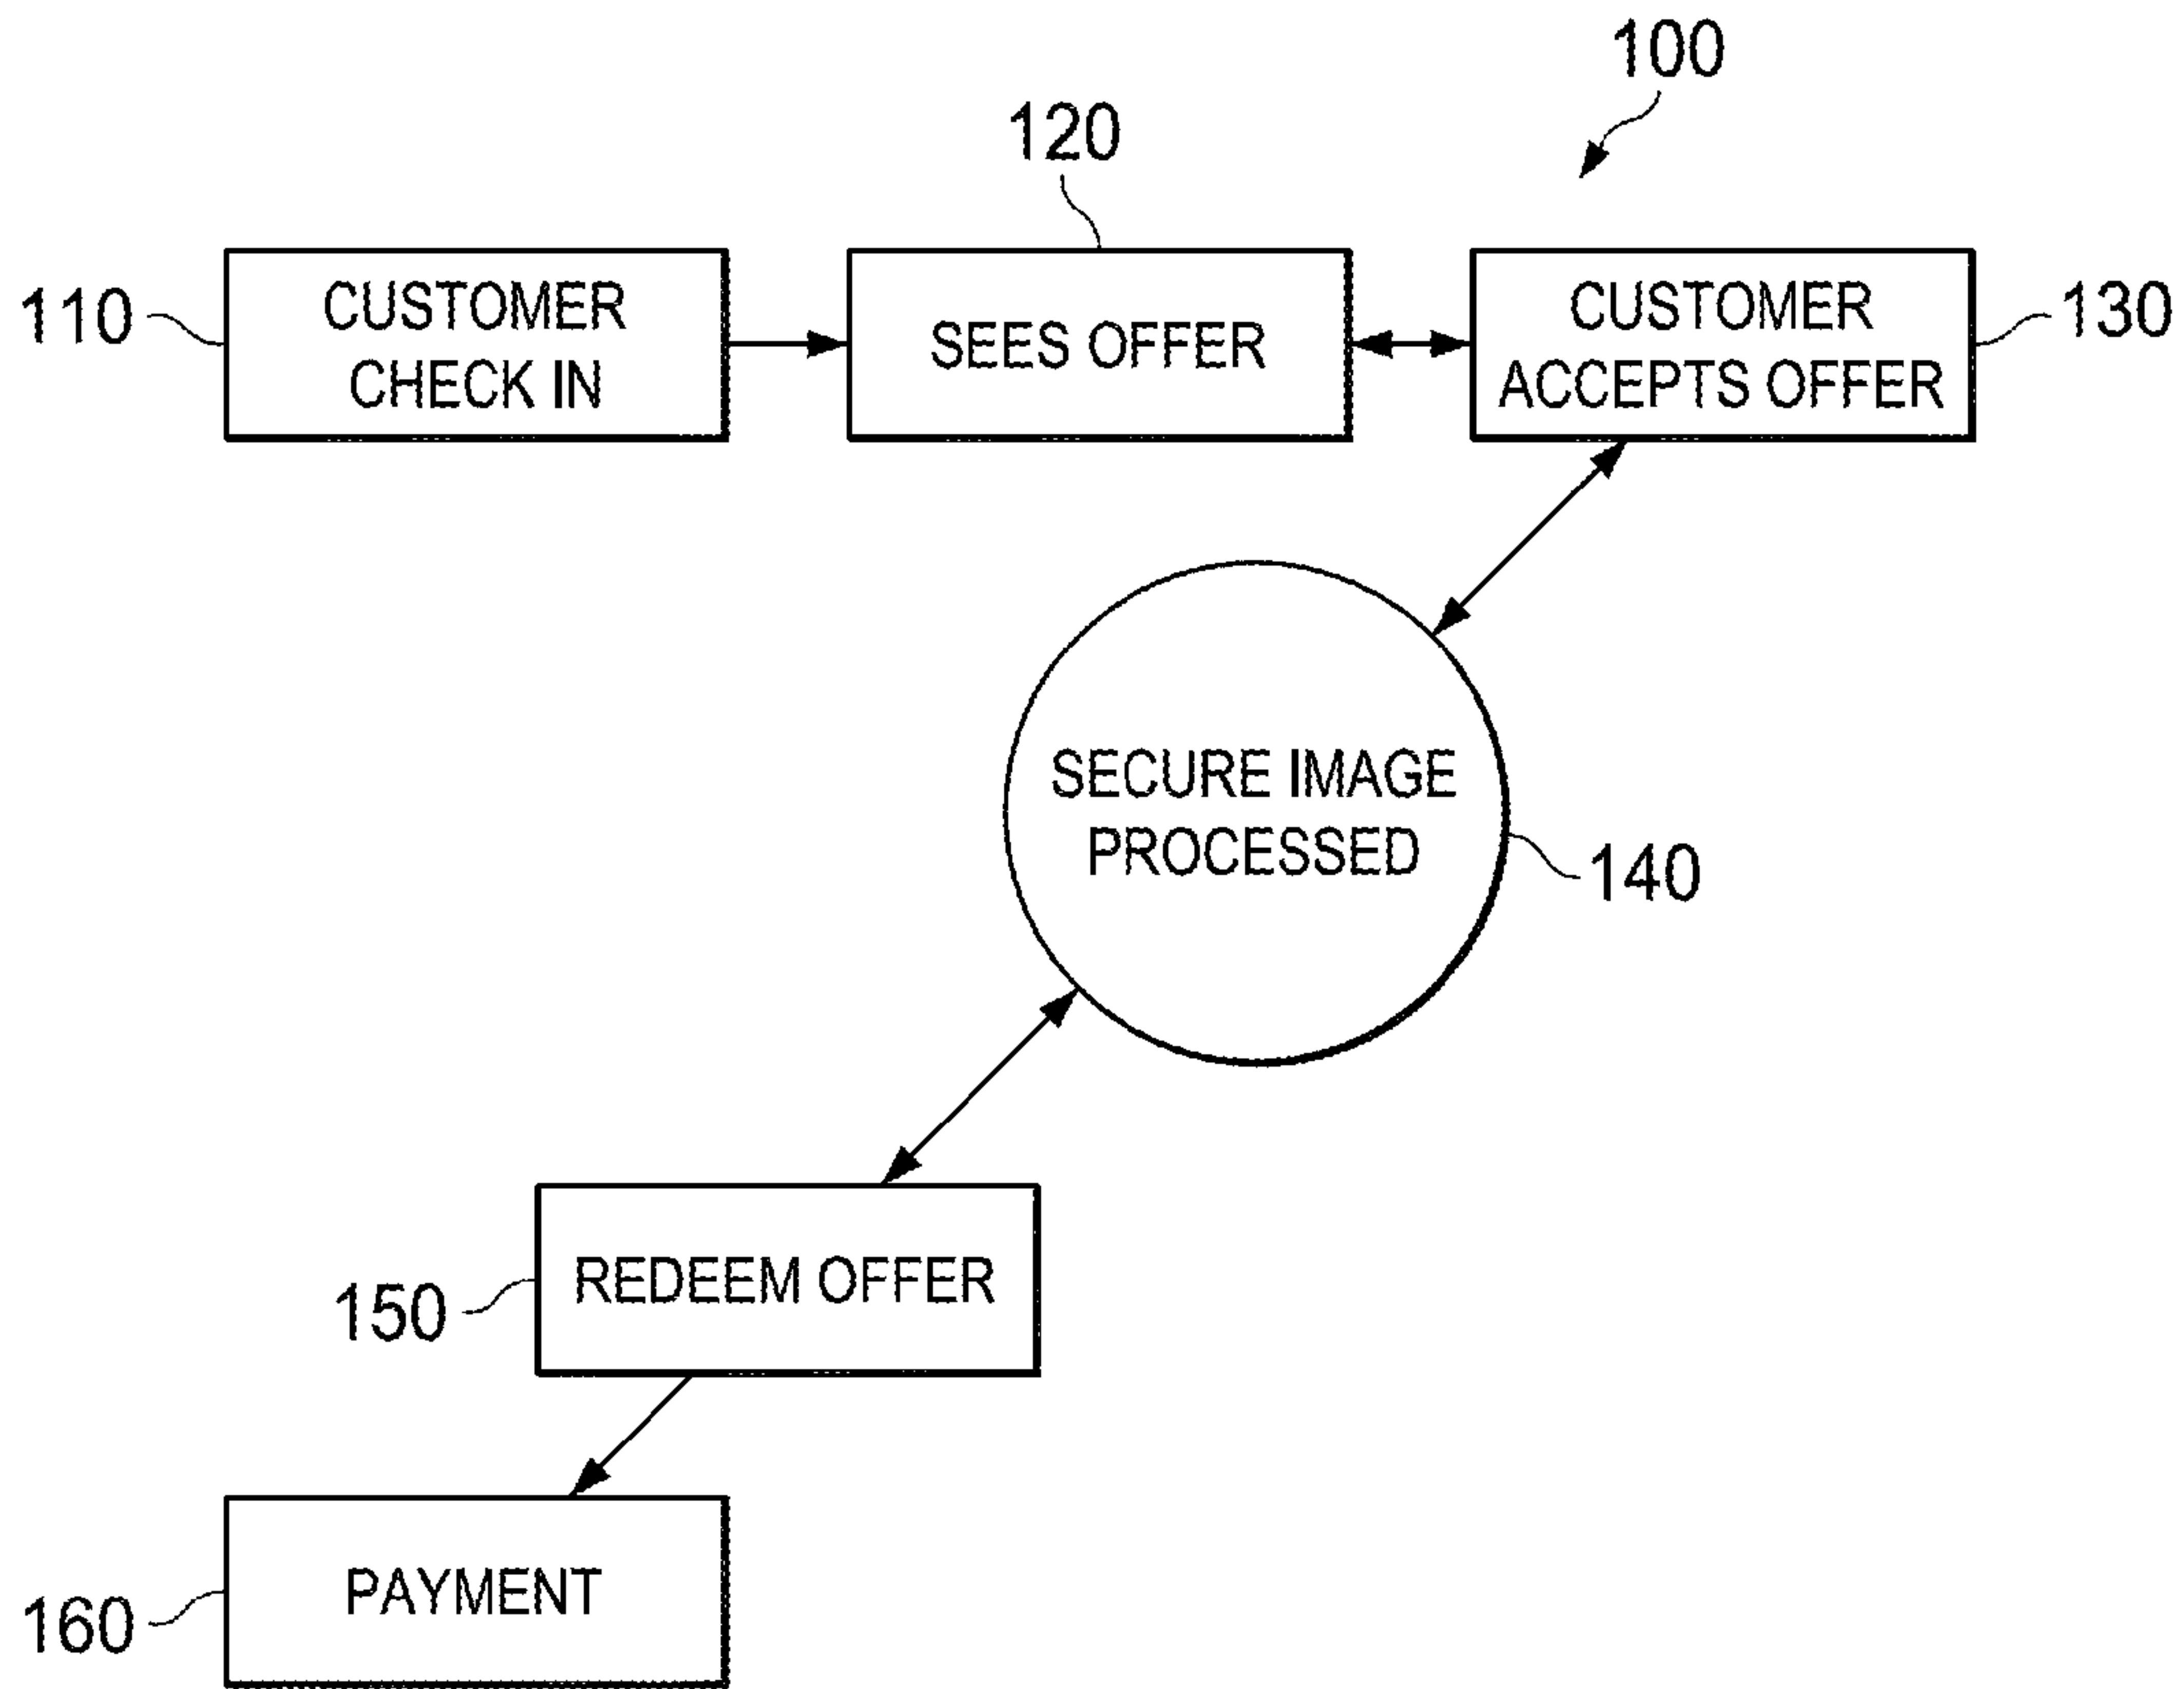 100
120
110
CUSTOMER
CHECK IN
SEES OFFER
CUSTOMER
ACCEPTS OFFER
130
SECURE IMAGE
PROCESSED
140
REDEEM OFFER
150
PAYMENT
160